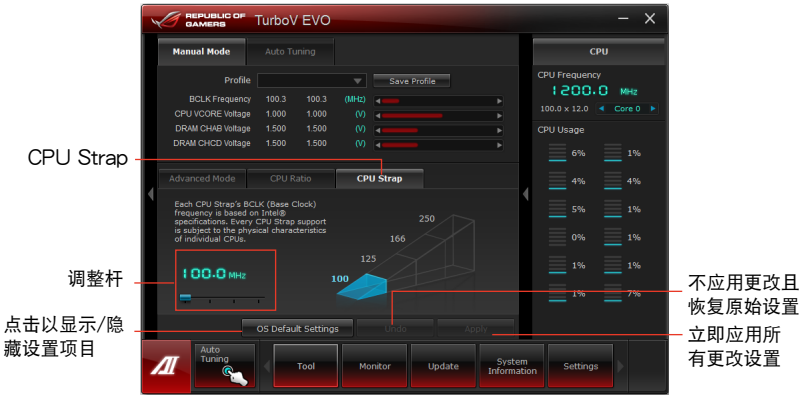 REPUBLIC OF
GAMERS
TurboV EVO
Manual Mode
Auto Tuning
Profile
Save Profile
BCLK Frequency 100.3 100.3 (MHz)
CPU VCORE Voltage 1.000 1.000 (V)
DRAM CHAB Voltage 1.500 1.500 (V)
DRAM CHCD Voltage 1.500 1.500 (V)
CPU Strap
Advanced Mode
CPU Ratio
CPU Strap
Each CPU Strap's BCLK (Base Clock)
frequency is based on Intel®
specifications. Every CPU Strap support
is subject to the physical characteristics
of individual CPUs.
100.0 MHz
100
125
166
250
调整杆
点击以显示/隐
藏设置项目
OS Default Settings
Undo
Apply
CPU
CPU Frequency
1200.0 MHz
100.0 x 12.0
Core 0
CPU Usage
6% 1%
4% 4%
5% 1%
0% 1%
1% 1%
1% 7%
不应用更改且
恢复原始设置
立即应用所
有更改设置
Auto
Tuning
Tool
Monitor
Update
System
Information
Settings